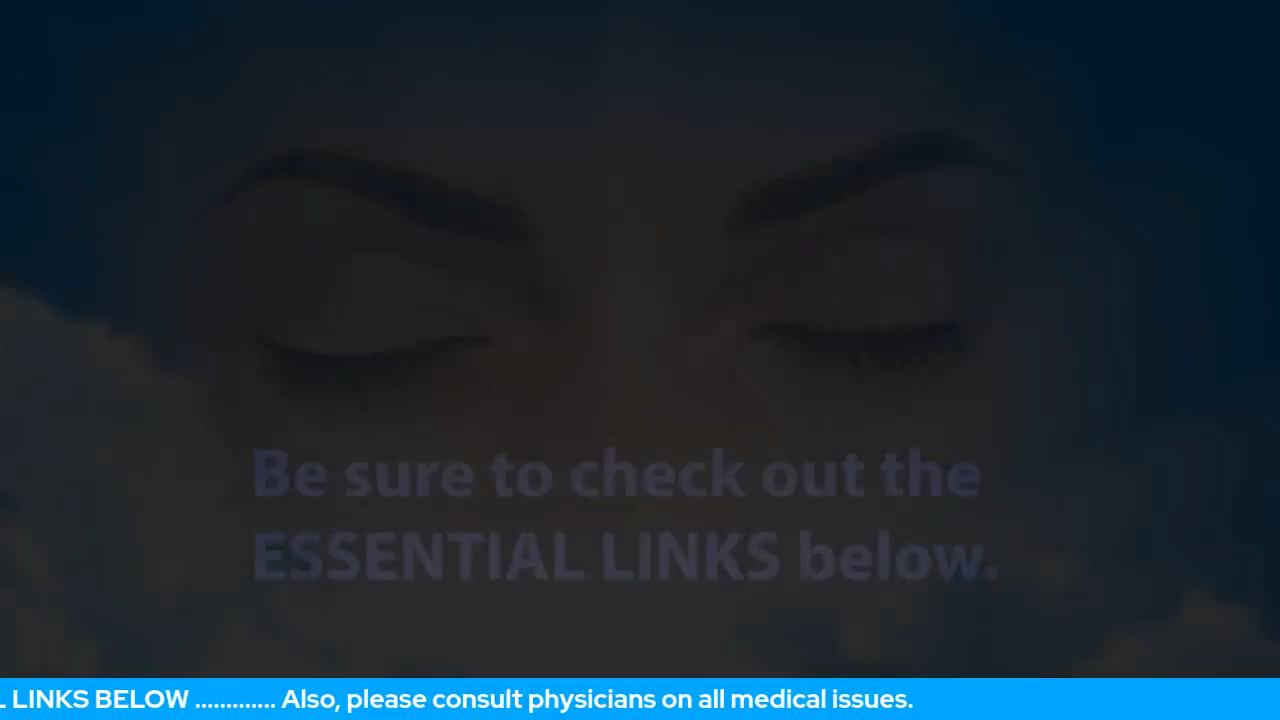 Be sure to check out the
ESSENTIAL LINKS below.
L LINKS BELOW ............. Also, please consult physicians on all medical issues.